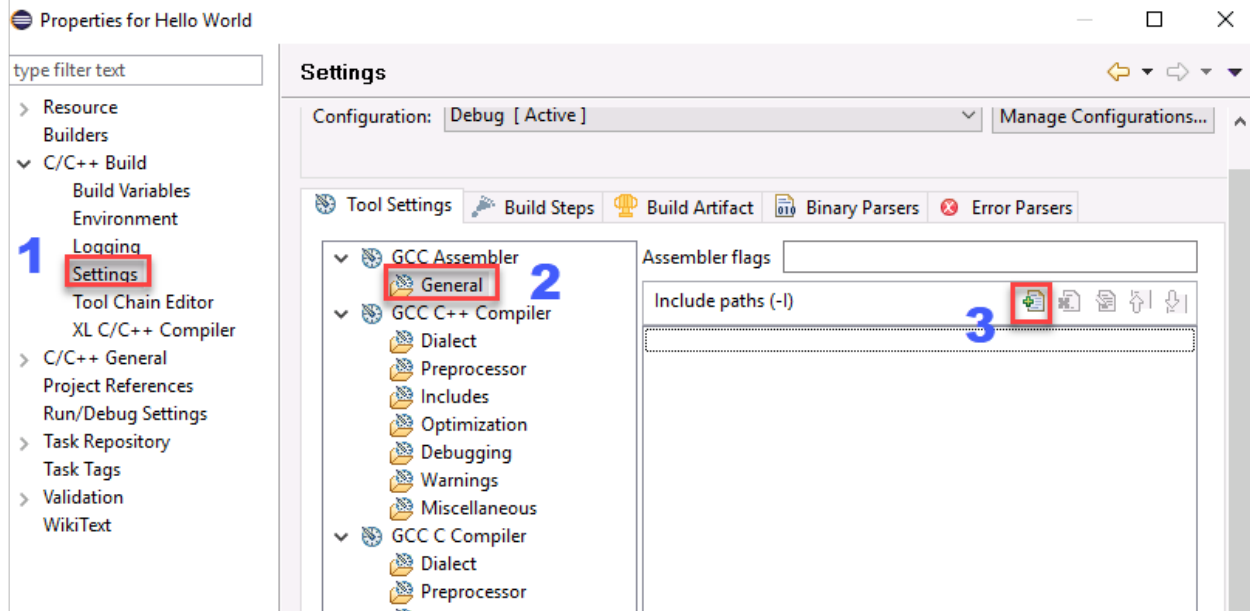 Properties for Hello World
type filter text
Resource
Builders
C/C++ Build
Build Variables
Environment
Logging
Settings
Tool Chain Editor
XL C/C++ Compiler
C/C++ General
Project References
Run/Debug Settings
Task Repository
Task Tags
Validation
WikiText
1
Settings
Configuration: Debug [ Active ] Manage Configurations...
Tool Settings Build Steps Build Artifact Binary Parsers Error Parsers
GCC Assembler
General
2
GCC C++ Compiler
Dialect
Preprocessor
Includes
Optimization
Debugging
Warnings
Miscellaneous
GCC C Compiler
Dialect
Preprocessor
Assembler flags
Include paths (-I)
3